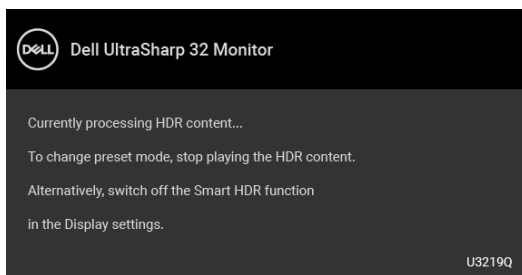 DELL
Dell UltraSharp 32 Monitor
Currently processing HDR content...
To change preset mode, stop playing the HDR content.
Alternatively, switch off the Smart HDR function
in the Display settings.
U3219Q